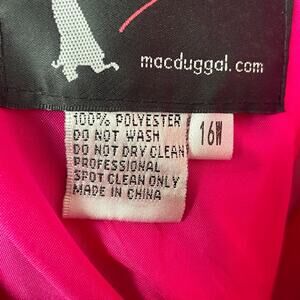 macduggal.com
100% POLYESTER
DO NOT WASH
DO NOT DRY CLEAN
PROFESSIONAL
SPOT CLEAN ONLY
MADE IN CHINA
16W